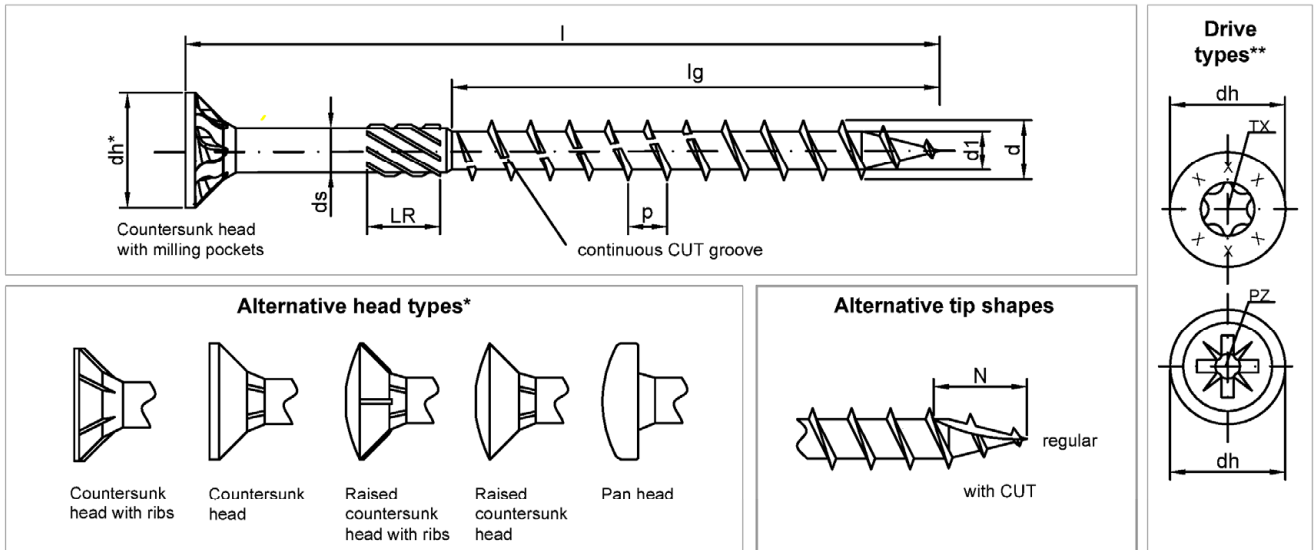 l
lg
dh*
ds
LR
p
d1
d
Countersunk head
with milling pockets
continuous CUT groove
Drive
types**
dh
TX
X
X X
X X
X
PZ
dh
Alternative head types*
Countersunk
head with ribs
Countersunk
head
Raised
countersunk
head with ribs
Raised
countersunk
head
Pan head
Alternative tip shapes
N
regular
with CUT